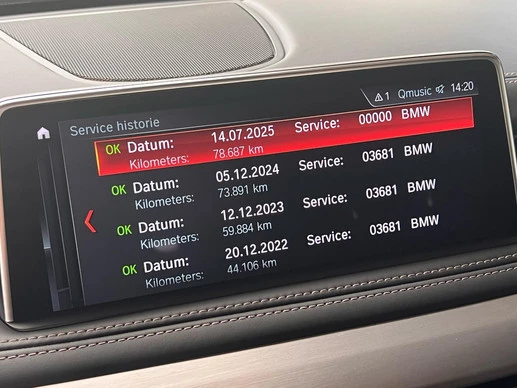 1 Qmusic 14:20
Service historie
OK Datum: 14.07.2025 Service: 00000 BMW
Kilometers: 78.687 km
OK Datum: 05.12.2024 Service: 03681 BMW
Kilometers: 73.891 km
OK Datum: 12.12.2023 Service: 03681 BMW
Kilometers: 59.884 km
OK Datum: 20.12.2022 Service: 03681 BMW
Kilometers: 44.106 km